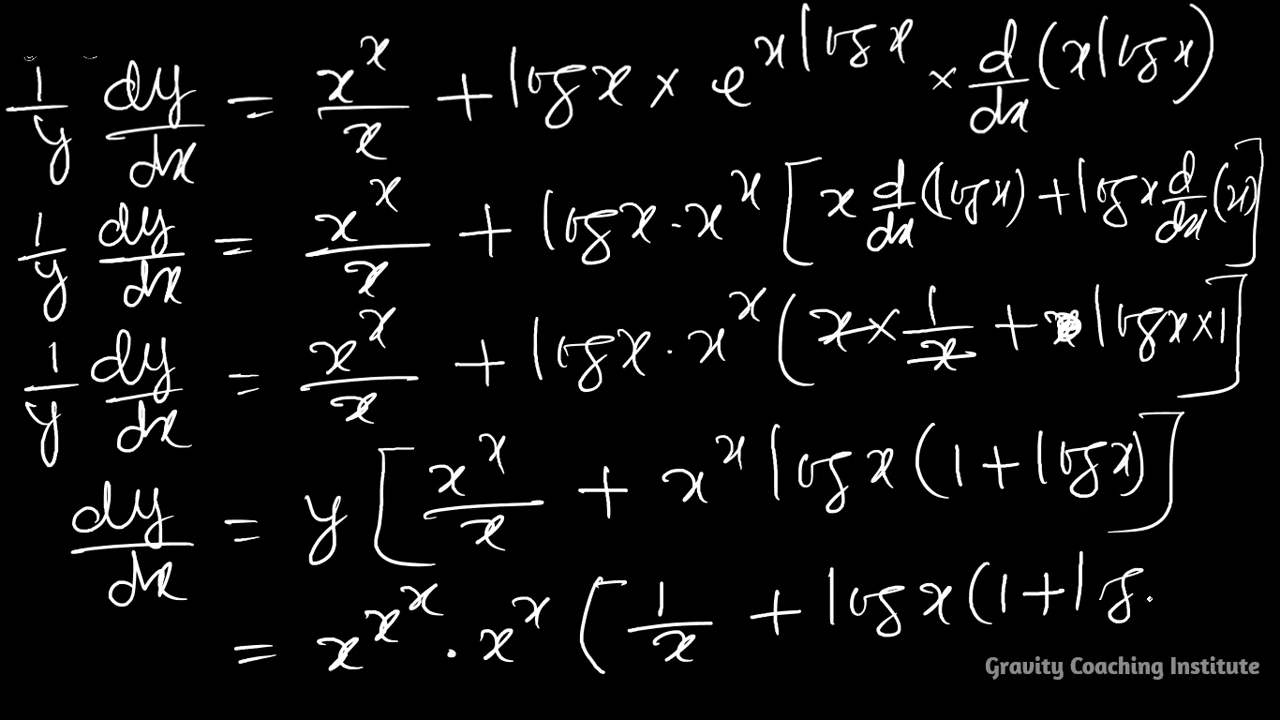 1/y dy/dx = x^x/x + log x × e^(x log x) × d/dx (x log x)
1/y dy/dx = x^x/x + log x · x^x [x d/dx (log x) + log x d/dx (x)]
1/y dy/dx = x^x/x + log x · x^x (x × 1/x + log x × 1]
dy/dx = y [x^x/x + x^x log x (1 + log x)]
= x^(x^x) · x^x (1/x + log x (1 + log
Gravity Coaching Institute